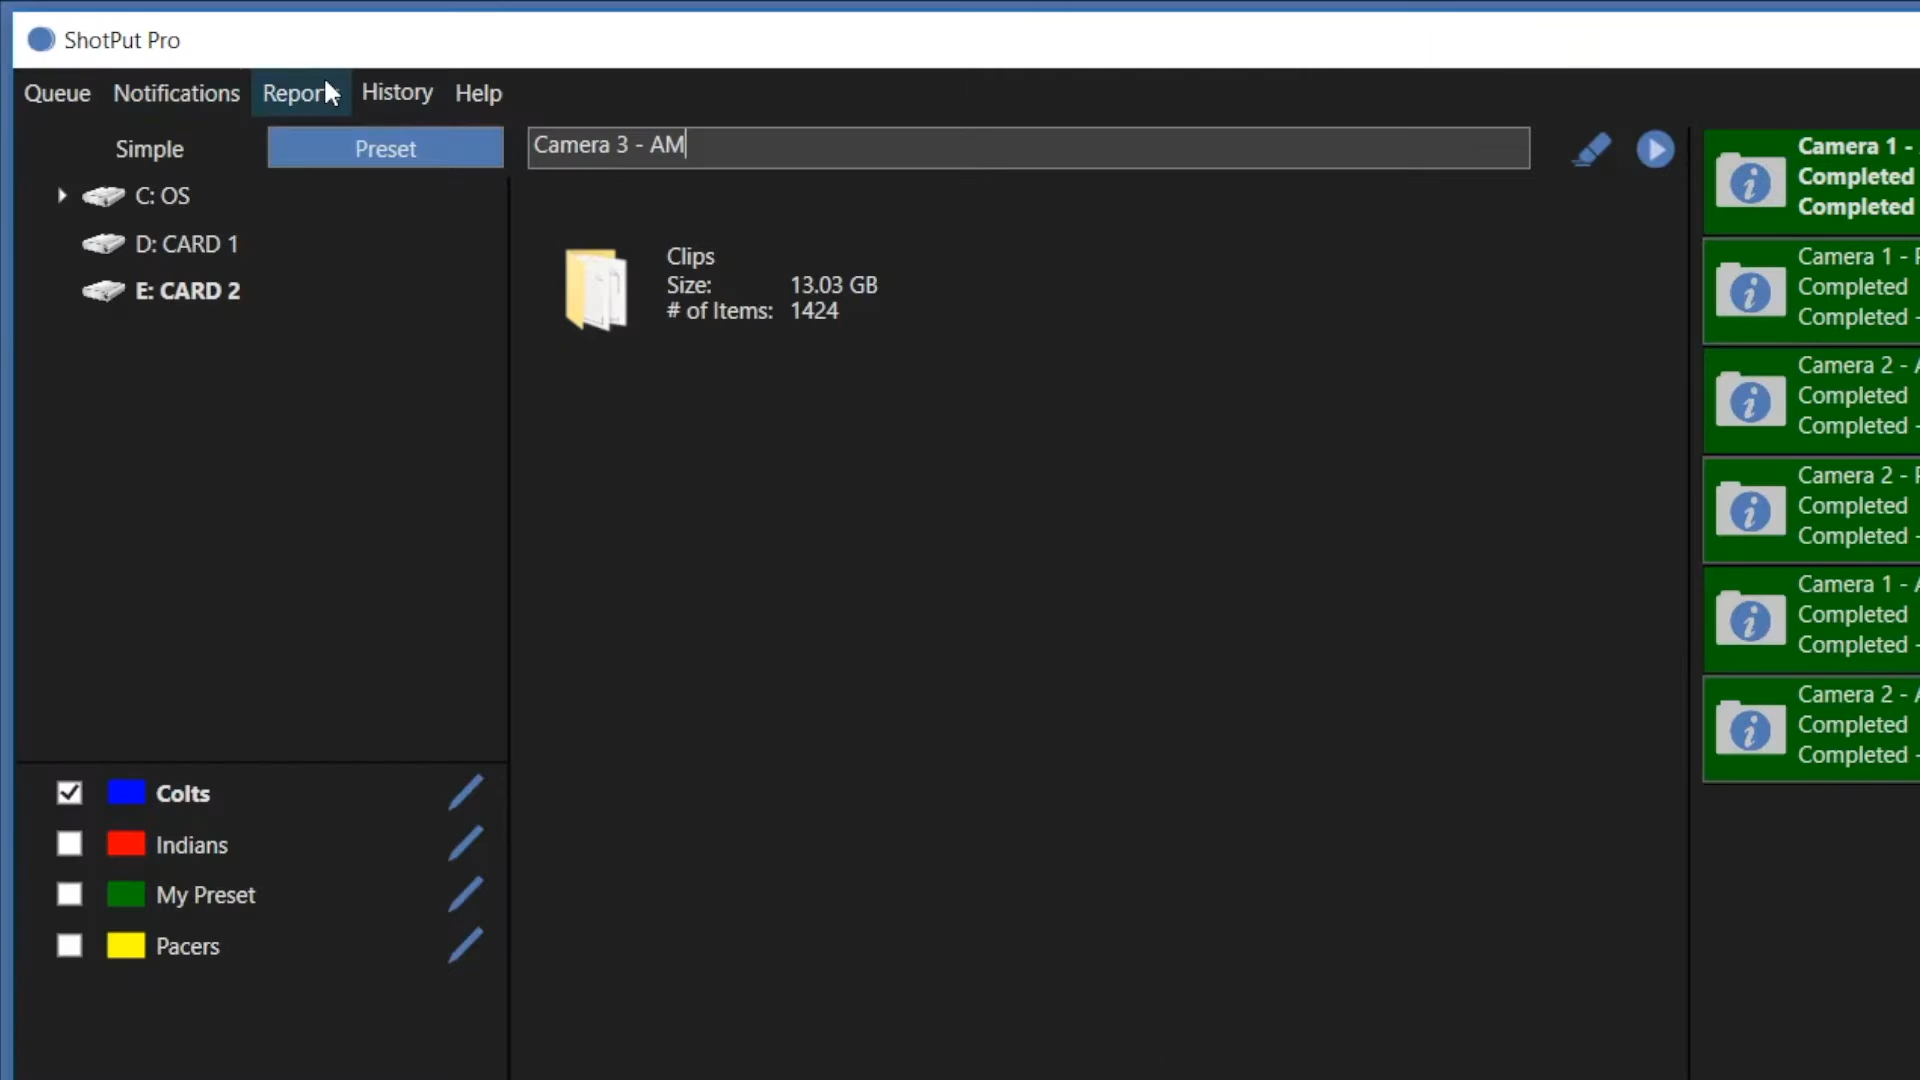 ShotPut Pro
Queue Notifications Reports History Help
Simple Preset
Camera 3 - AM
C: OS
D: CARD 1
E: CARD 2
Clips
Size: 13.03 GB
# of Items: 1424
Colts
Indians
My Preset
Pacers
Camera 1 -
Completed
Completed
Camera 1 - P
Completed
Completed -
Camera 2 - A
Completed
Completed -
Camera 2 - P
Completed
Completed -
Camera 1 - A
Completed
Completed -
Camera 2 - A
Completed
Completed -